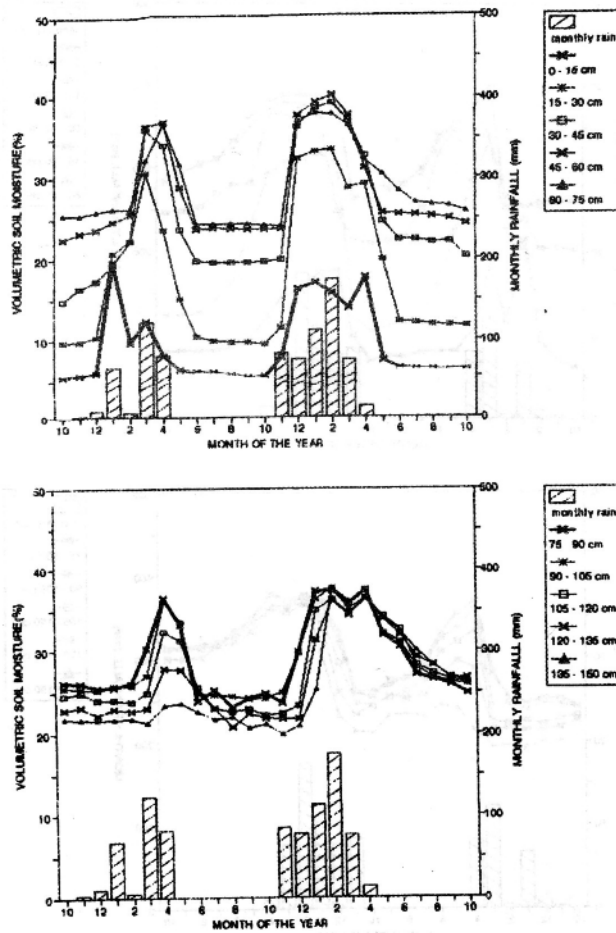 50
40
30
20
10
0
VOLUMETRIC SOIL MOISTURE(%)
500
400
300
200
100
0
MONTHLY RAINFALLL (mm)
10 12 2 4 6 8 10 12 2 4 6 8 10
MONTH OF THE YEAR
monthly rain
0 - 15 cm
15 - 30 cm
30 - 45 cm
45 - 60 cm
60 - 75 cm
50
40
30
20
10
0
VOLUMETRIC SOIL MOISTURE(%)
500
400
300
200
100
0
MONTHLY RAINFALLL (mm)
10 12 2 4 6 8 10 12 2 4 6 8 10
MONTH OF THE YEAR
monthly rain
75 - 90 cm
90 - 105 cm
105 - 120 cm
120 - 135 cm
135 - 150 cm